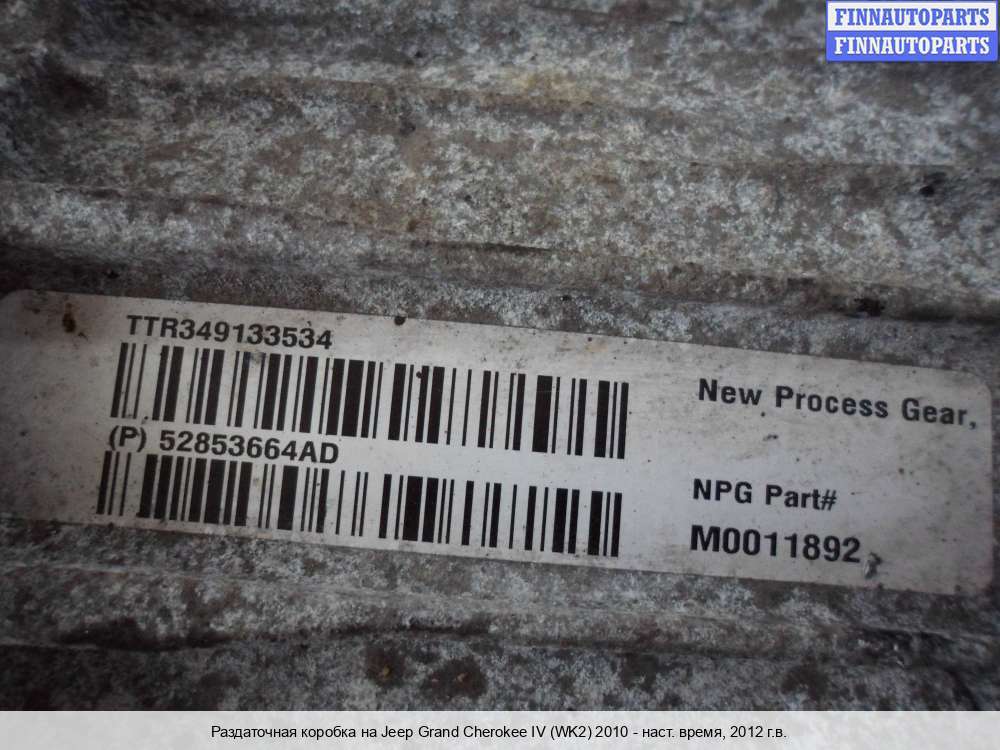 FINNAUTOPARTS
FINNAUTOPARTS
TTR349133534
(P) 52853664AD
New Process Gear,
NPG Part#
M0011892
Раздаточная коробка на Jeep Grand Cherokee IV (WK2) 2010 - наст. время, 2012 г.в.